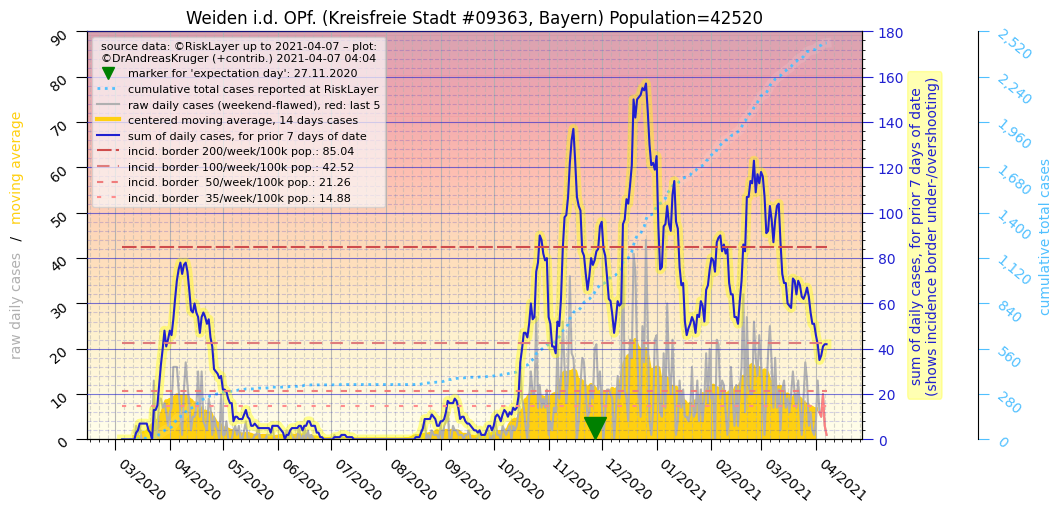 Weiden i.d. OPf. (Kreisfreie Stadt #09363, Bayern) Population=42520
source data: ©RiskLayer up to 2021-04-07 – plot:
©DrAndreasKruger (+contrib.) 2021-04-07 04:04
marker for 'expectation day': 27.11.2020
cumulative total cases reported at RiskLayer
raw daily cases (weekend-flawed), red: last 5
centered moving average, 14 days cases
sum of daily cases, for prior 7 days of date
incid. border 200/week/100k pop.: 85.04
incid. border 100/week/100k pop.: 42.52
incid. border  50/week/100k pop.: 21.26
incid. border  35/week/100k pop.: 14.88
raw daily cases / moving average
90
80
70
60
50
40
30
20
10
0
180
160
140
120
100
80
60
40
20
0
sum of daily cases, for prior 7 days of date
(shows incidence border under-/overshooting)
2,520
2,240
1,960
1,680
1,400
1,120
840
560
280
0
cumulative total cases
03/2020
04/2020
05/2020
06/2020
07/2020
08/2020
09/2020
10/2020
11/2020
12/2020
01/2021
02/2021
03/2021
04/2021